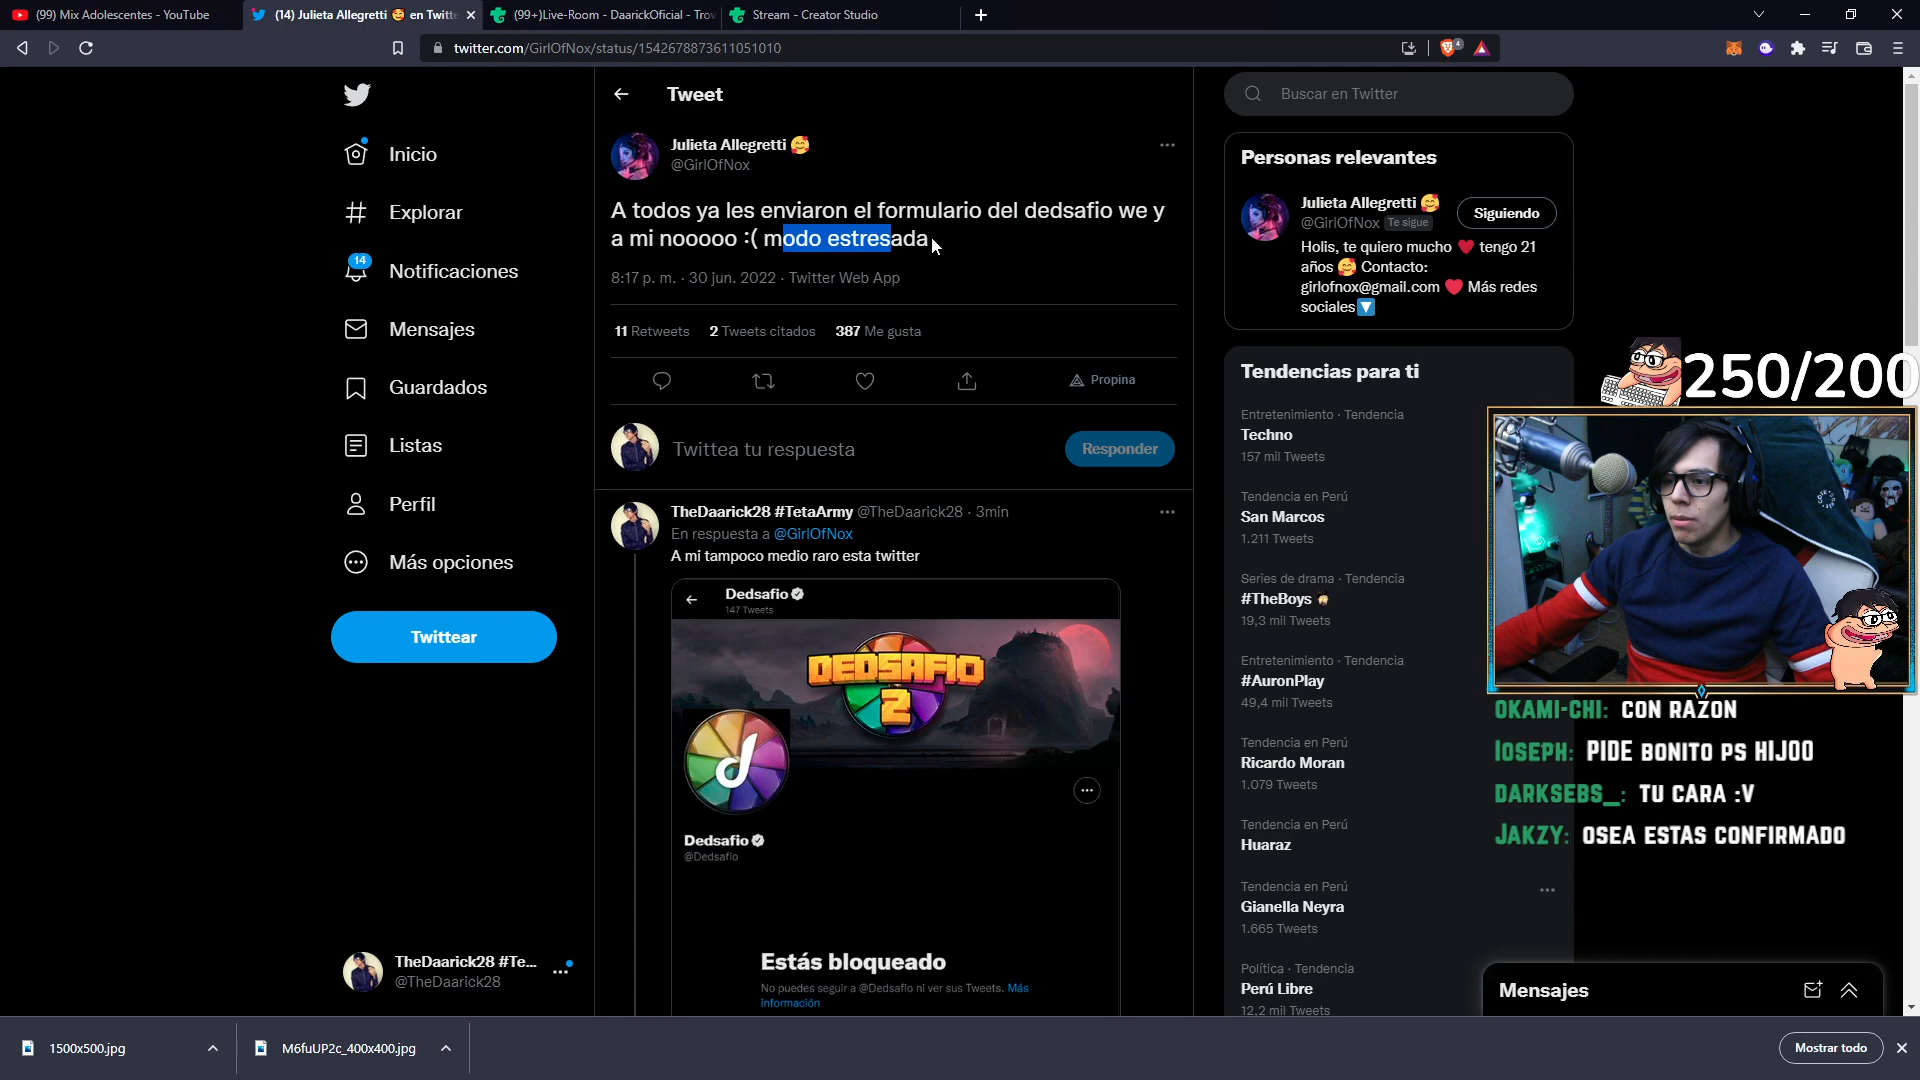 (99) Mix Adolescentes - YouTube
(14) Julieta Allegretti 🥰 en Twitt
(99+)Live-Room - DaarickOficial - Trov
Stream - Creator Studio
twitter.com/GirlOfNox/status/1542678873611051010
4
Inicio
Explorar
14
Notificaciones
Mensajes
Guardados
Listas
Perfil
Más opciones
Twittear
TheDaarick28 #Te...
@TheDaarick28
Tweet
Julieta Allegretti 🥰
@GirlOfNox
A todos ya les enviaron el formulario del dedsafio we y
a mi nooooo :( modo estresada
8:17 p. m. · 30 jun. 2022 · Twitter Web App
11 Retweets 2 Tweets citados 387 Me gusta
Propina
Twittea tu respuesta
Responder
TheDaarick28 #TetaArmy @TheDaarick28 · 3min
En respuesta a @GirlOfNox
A mi tampoco medio raro esta twitter
Dedsafio
147 Tweets
DEDSAFIO
2
Dedsafio
@Dedsafio
Estás bloqueado
No puedes seguir a @Dedsafio ni ver sus Tweets. Más
información
Buscar en Twitter
Personas relevantes
Julieta Allegretti 🥰
@GirlOfNox Te sigue
Siguiendo
Holis, te quiero mucho ❤️ tengo 21
años 🥰 Contacto:
girlofnox@gmail.com ❤️ Más redes
sociales🔽
Tendencias para ti
Entretenimiento · Tendencia
Techno
157 mil Tweets
Tendencia en Perú
San Marcos
1.211 Tweets
Series de drama · Tendencia
#TheBoys
19,3 mil Tweets
Entretenimiento · Tendencia
#AuronPlay
49,4 mil Tweets
Tendencia en Perú
Ricardo Moran
1.079 Tweets
Tendencia en Perú
Huaraz
Tendencia en Perú
Gianella Neyra
1.665 Tweets
Política · Tendencia
Perú Libre
12,2 mil Tweets
250/200
OKAMI-CHI: CON RAZON
IOSEPH: PIDE BONITO PS HIJOO
DARKSEBS_: TU CARA :V
JAKZY: OSEA ESTAS CONFIRMADO
Mensajes
1500x500.jpg
M6fuUP2c_400x400.jpg
Mostrar todo